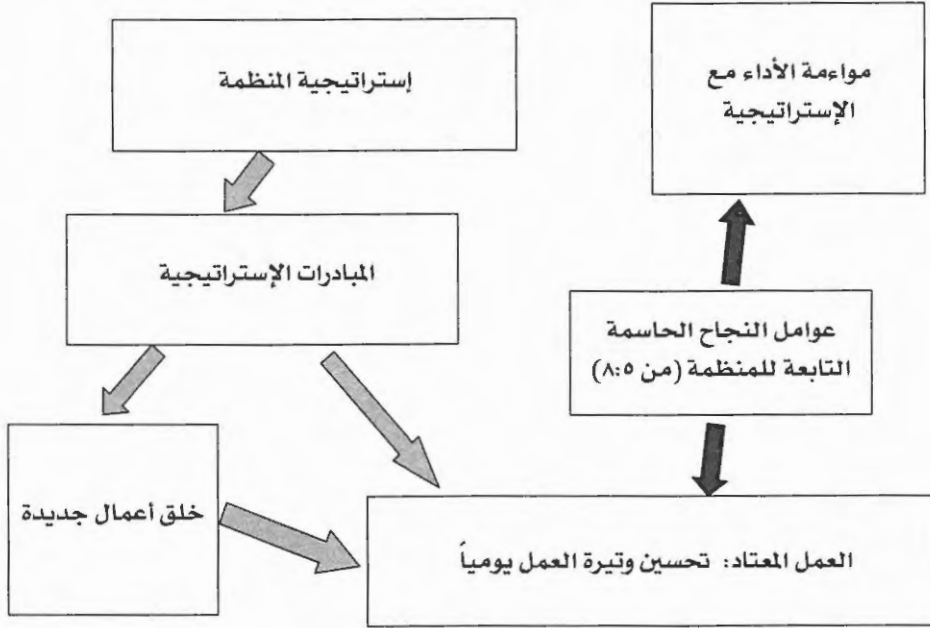 إستراتيجية المنظمة
مواءمة الأداء مع
الإستراتيجية
المبادرات الإستراتيجية
عوامل النجاح الحاسمة
التابعة للمنظمة (من ٨:٥)
خلق أعمال جديدة
العمل المعتاد: تحسين وتيرة العمل يومياً